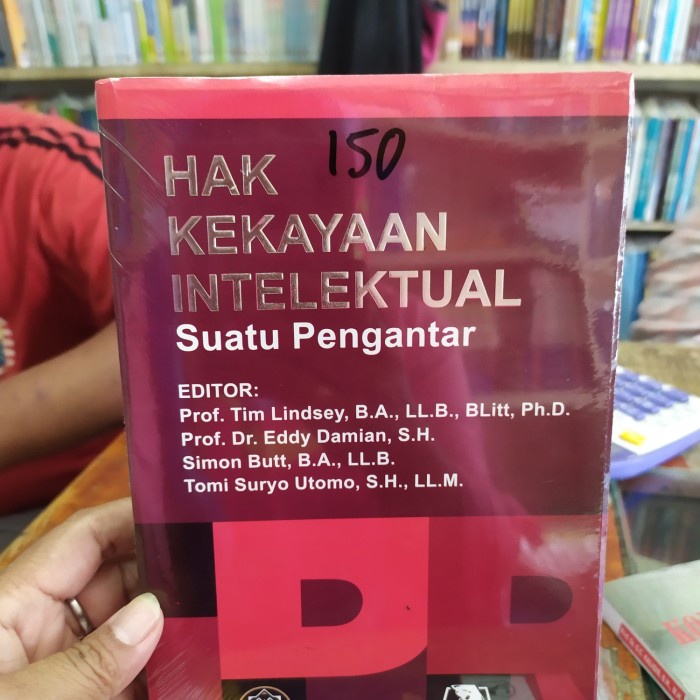 150
HAK
KEKAYAAN
INTELEKTUAL
Suatu Pengantar
EDITOR:
Prof. Tim Lindsey, B.A., LL.B., BLitt, Ph.D.
Prof. Dr. Eddy Damian, S.H.
Simon Butt, B.A., LL.B.
Tomi Suryo Utomo, S.H., LL.M.